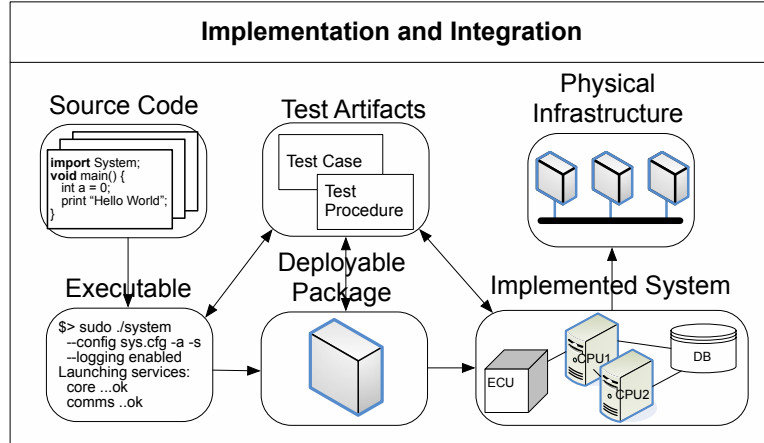 Implementation and Integration
Source Code
import System;
void main() {
int a = 0;
print “Hello World”;
}
Test Artifacts
Test Case
Test
Procedure
Physical
Infrastructure
Executable
$> sudo ./system
--config sys.cfg -a -s
--logging enabled
Launching services:
core ...ok
comms ..ok
Deployable
Package
Implemented System
ECU
CPU1
CPU2
DB